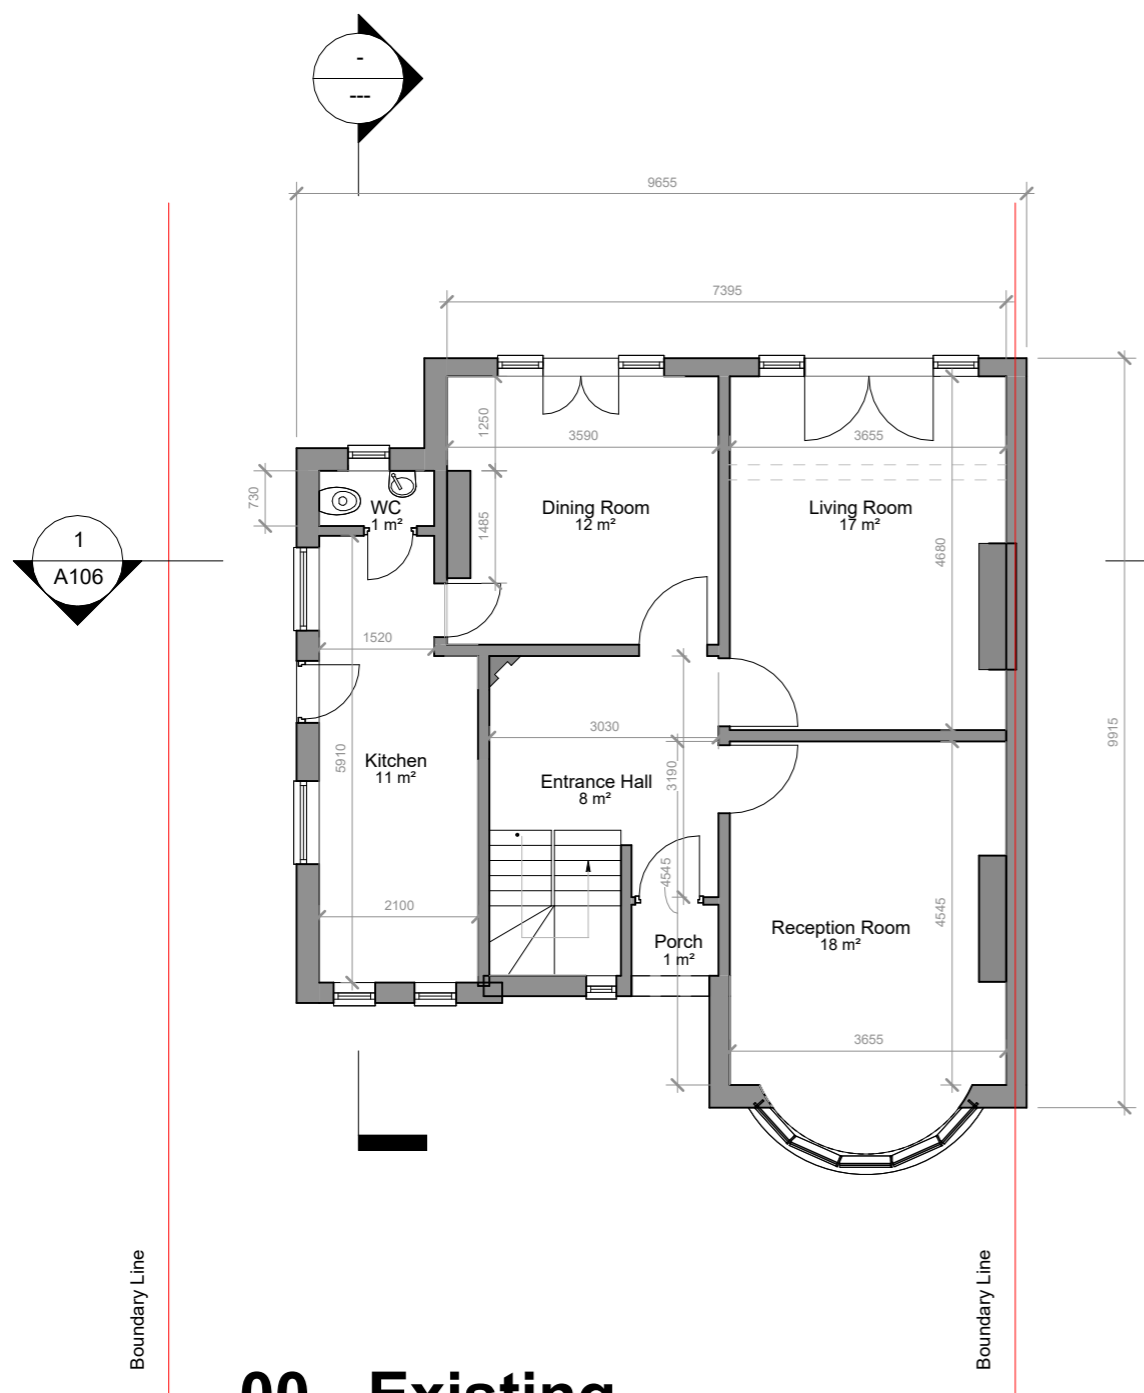 -
---
9655
7395
1250
3590
3655
730
WC
1 m²
1485
Dining Room
12 m²
Living Room
17 m²
4680
1
A106
1520
3030
9915
5910
Kitchen
11 m²
Entrance Hall
8 m²
3190
4545
2100
Porch
1 m²
Reception Room
18 m²
4545
3655
Boundary Line
Boundary Line
00 Existing